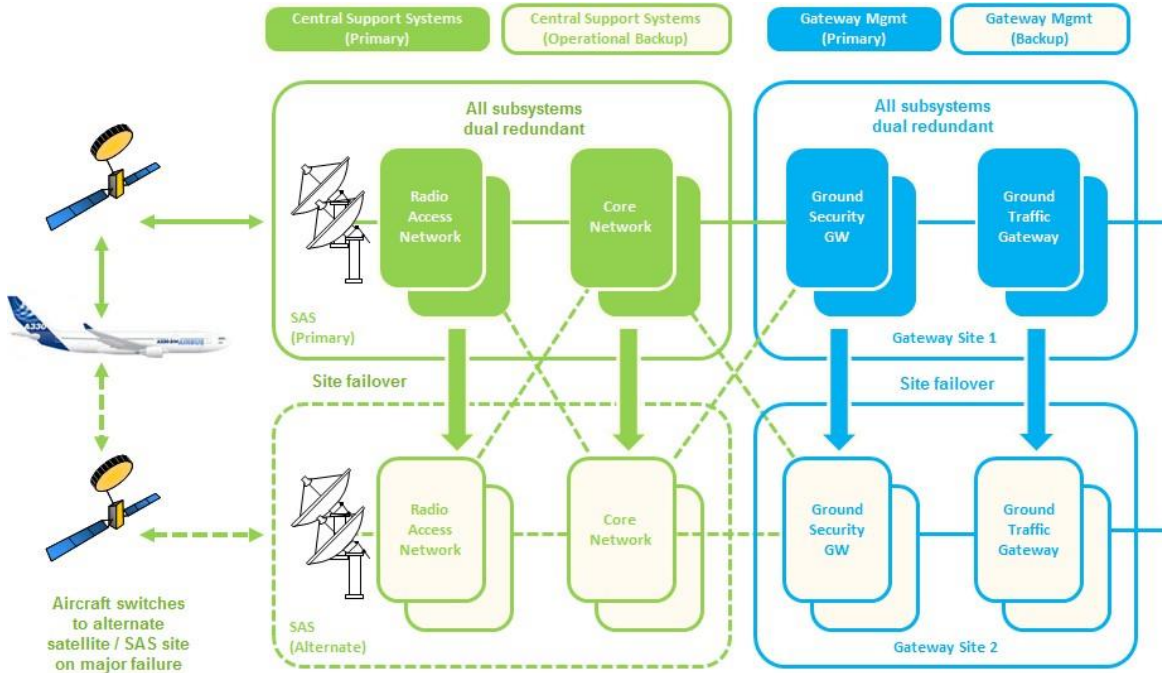 Central Support Systems
(Primary)
Central Support Systems
(Operational Backup)
Gateway Mgmt
(Primary)
Gateway Mgmt
(Backup)
All subsystems
dual redundant
All subsystems
dual redundant
Radio
Access
Network
Core
Network
Ground
Security
GW
Ground
Traffic
Gateway
A330
AIRBUS
SAS
(Primary)
Gateway Site 1
Site failover
Site failover
Radio
Access
Network
Core
Network
Ground
Security
GW
Ground
Traffic
Gateway
Aircraft switches
to alternate
satellite / SAS site
on major failure
SAS
(Alternate)
Gateway Site 2